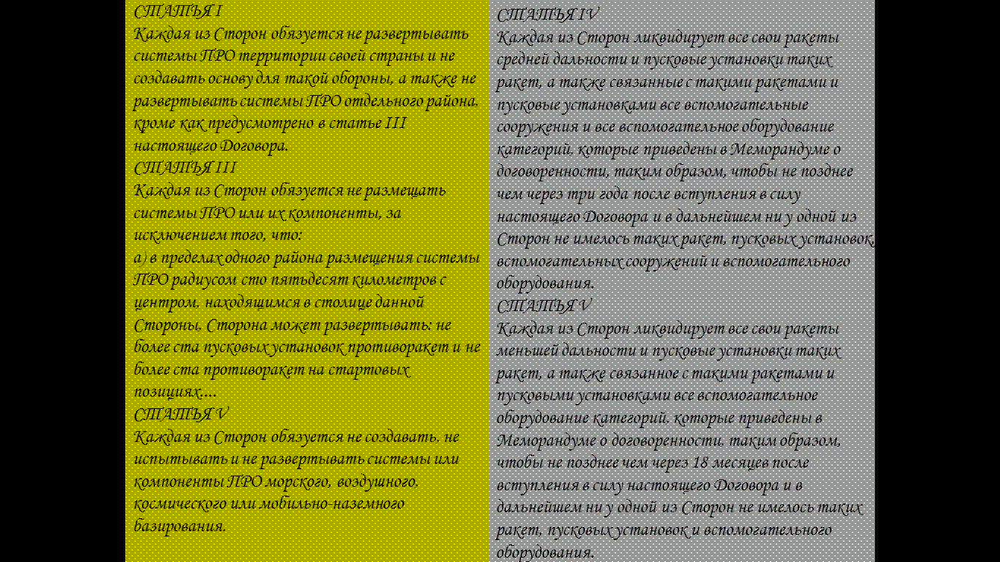 СТАТЬЯ I
Каждая из Сторон обязуется не развертывать
системы ПРО территории своей страны и не
создавать основу для такой обороны, а также не
развертывать системы ПРО отдельного района,
кроме как предусмотрено в статье III
настоящего Договора.
СТАТЬЯ III
Каждая из Сторон обязуется не размещать
системы ПРО или их компоненты, за
исключением того, что:
а) в пределах одного района размещения системы
ПРО радиусом сто пятьдесят километров с
центром, находящимся в столице данной
Стороны, Сторона может развертывать: не
более ста пусковых установок противоракет и не
более ста противоракет на стартовых
позициях....
СТАТЬЯ V
Каждая из Сторон обязуется не создавать, не
испытывать и не развертывать системы или
компоненты ПРО морского, воздушного,
космического или мобильно-наземного
базирования.
СТАТЬЯ IV
Каждая из Сторон ликвидирует все свои ракеты
средней дальности и пусковые установки таких
ракет, а также связанные с такими ракетами и
пусковые установками все вспомогательные
сооружения и все вспомогательное оборудование
категорий, которые приведены в Меморандуме о
договоренности, таким образом, чтобы не позднее
чем через три года после вступления в силу
настоящего Договора и в дальнейшем ни у одной из
Сторон не имелось таких ракет, пусковых установок,
вспомогательных сооружений и вспомогательного
оборудования.
СТАТЬЯ V
Каждая из Сторон ликвидирует все свои ракеты
меньшей дальности и пусковые установки таких
ракет, а также связанное с такими ракетами и
пусковыми установками все вспомогательное
оборудование категорий, которые приведены в
Меморандуме о договоренности, таким образом,
чтобы не позднее чем через 18 месяцев после
вступления в силу настоящего Договора и в
дальнейшем ни у одной из Сторон не имелось таких
ракет, пусковых установок и вспомогательного
оборудования.